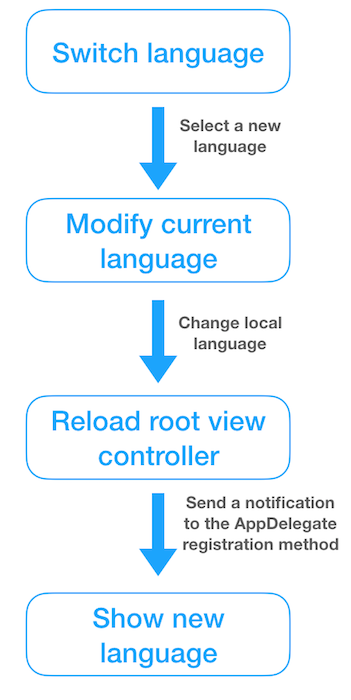 Switch language
Select a new
language
Modify current
language
Change local
language
Reload root view
controller
Send a notification
to the AppDelegate
registration method
Show new
language